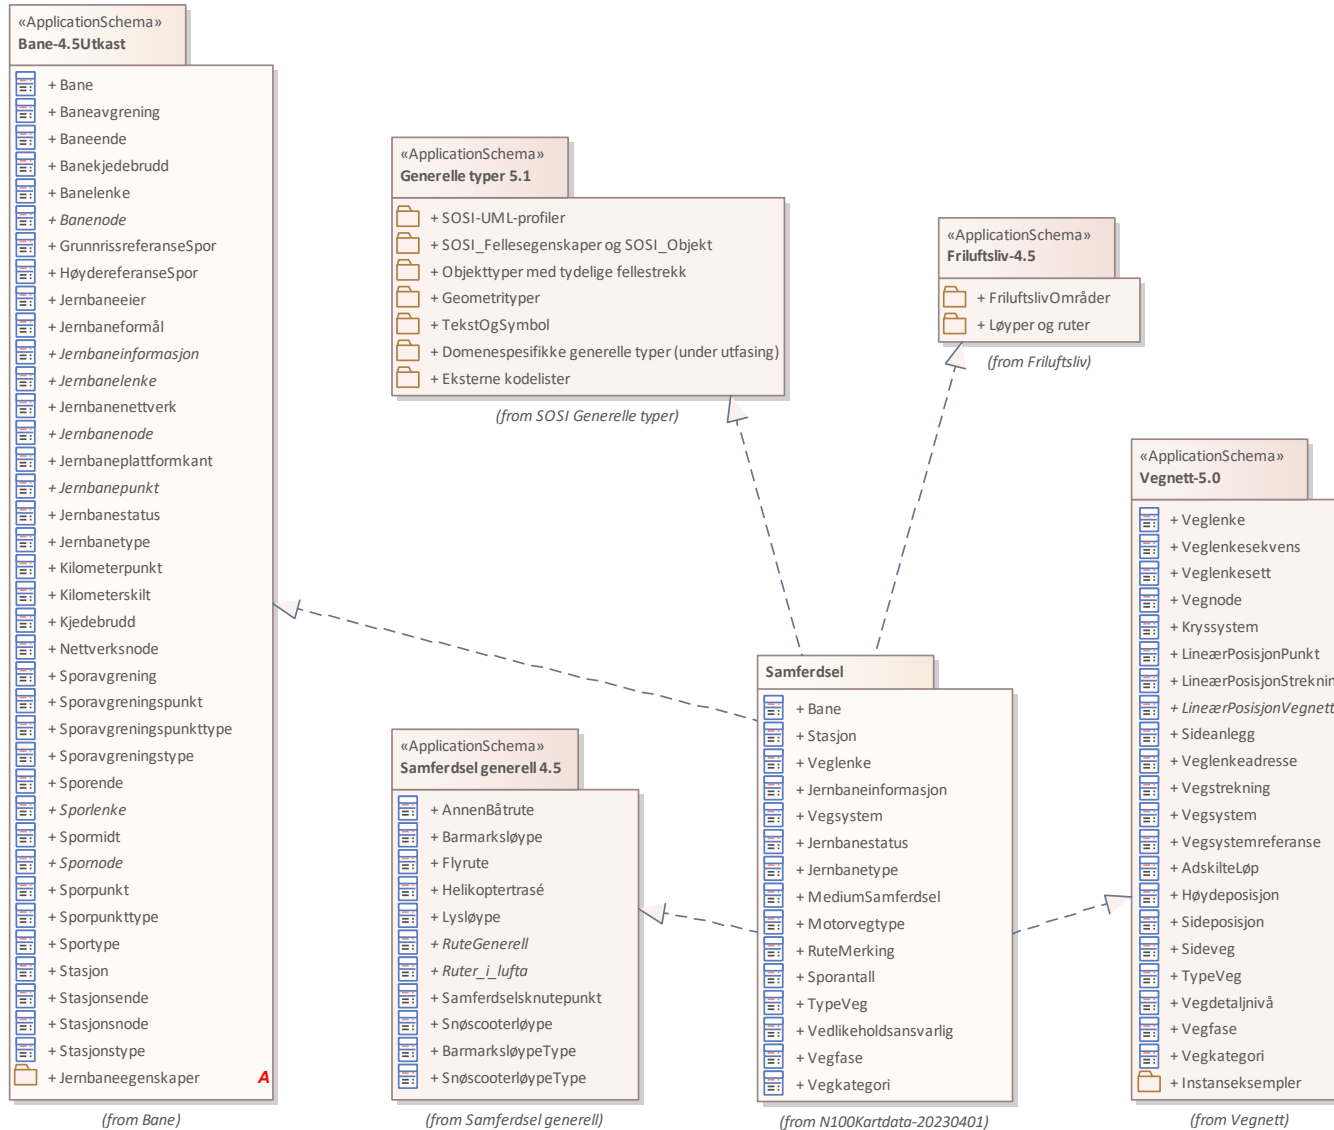 «ApplicationSchema»
Bane-4.5Utkast
+ Bane
+ Baneavgrening
+ Baneende
+ Banekjedebrudd
+ Banelenke
+ Banenode
+ GrunnrissreferanseSpor
+ HøydereferanseSpor
+ Jernbaneeier
+ Jernbaneformål
+ Jernbaneinformasjon
+ Jernbanelenke
+ Jernbanenettverk
+ Jernbanenode
+ Jernbaneplattformkant
+ Jernbanepunkt
+ Jernbanestatus
+ Jernbanetype
+ Kilometerpunkt
+ Kilometerskilt
+ Kjedebrudd
+ Nettverksnode
+ Sporavgrening
+ Sporavgreningspunkt
+ Sporavgreningspunkttype
+ Sporavgreningstype
+ Sporende
+ Sporlenke
+ Spormidt
+ Spornode
+ Sporpunkt
+ Sporpunkttype
+ Sportype
+ Stasjon
+ Stasjonsende
+ Stasjonsnode
+ Stasjonstype
+ Jernbaneegenskaper A
(from Bane)
«ApplicationSchema»
Generelle typer 5.1
+ SOSI-UML-profiler
+ SOSI_Fellesegenskaper og SOSI_Objekt
+ Objekttyper med tydelige fellestrekk
+ Geometrityper
+ TekstOgSymbol
+ Domenespesifikke generelle typer (under utfasing)
+ Eksterne kodelister
(from SOSI Generelle typer)
«ApplicationSchema»
Friluftsliv-4.5
+ FriluftslivOmråder
+ Løyper og ruter
(from Friluftsliv)
«ApplicationSchema»
Samferdsel generell 4.5
+ AnnenBåtrute
+ Barmarksløype
+ Flyrute
+ Helikoptertrasé
+ Lysløype
+ RuteGenerell
+ Ruter_i_lufta
+ Samferdselsknutepunkt
+ Snøscooterløype
+ BarmarksløypeType
+ SnøscooterløypeType
(from Samferdsel generell)
Samferdsel
+ Bane
+ Stasjon
+ Veglenke
+ Jernbaneinformasjon
+ Vegsystem
+ Jernbanestatus
+ Jernbanetype
+ MediumSamferdsel
+ Motorvegtype
+ RuteMerking
+ Sporantall
+ TypeVeg
+ Vedlikeholdsansvarlig
+ Vegfase
+ Vegkategori
(from N100Kartdata-20230401)
«ApplicationSchema»
Vegnett-5.0
+ Veglenke
+ Veglenkesekvens
+ Veglenkesett
+ Vegnode
+ Kryssystem
+ LineærPosisjonPunkt
+ LineærPosisjonStreknin
+ LineærPosisjonVegnett
+ Sideanlegg
+ Veglenkeadresse
+ Vegstrekning
+ Vegsystem
+ Vegsystemreferanse
+ AdskilteLøp
+ Høydeposisjon
+ Sideposisjon
+ Sideveg
+ TypeVeg
+ Vegdetaljnivå
+ Vegfase
+ Vegkategori
+ Instanseksempler
(from Vegnett)